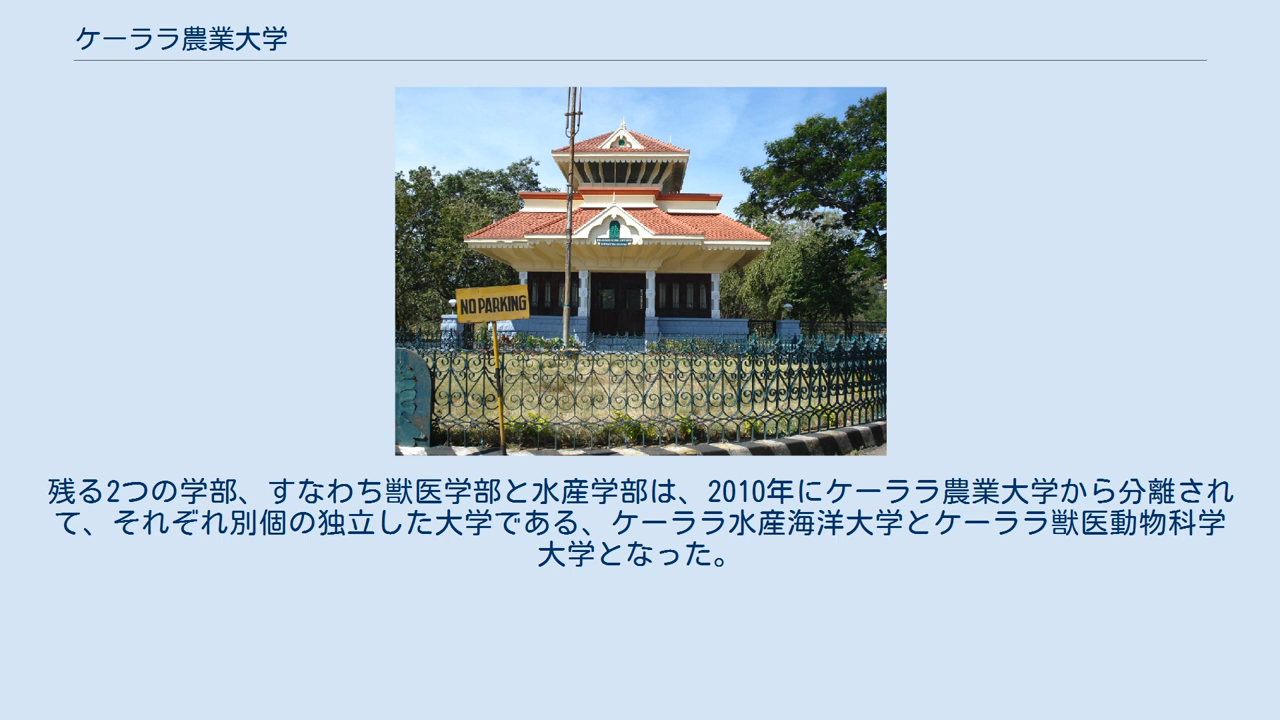 ケーララ農業大学
NO PARKING
残る2つの学部、すなわち獣医学部と水産学部は、2010年にケーララ農業大学から分離され
て、それぞれ別個の独立した大学である、ケーララ水産海洋大学とケーララ獣医動物科学
大学となった。